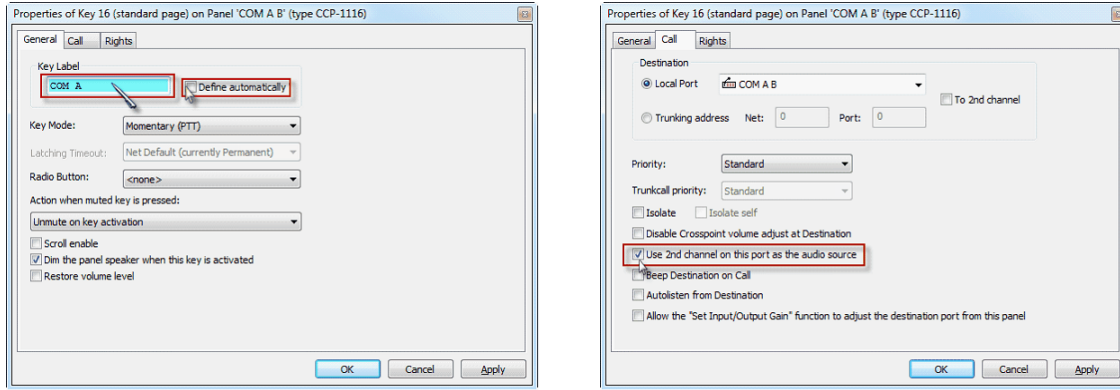 Properties of Key 16 (standard page) on Panel 'COM A B' (type CCP-1116)
General Call Rights
Key Label
COM A
Define automatically
Key Mode: Momentary (PTT)
Latching Timeout: Net Default (currently Permanent)
Radio Button: <none>
Action when muted key is pressed:
Unmute on key activation
Scroll enable
Dim the panel speaker when this key is activated
Restore volume level
OK Cancel Apply
Properties of Key 16 (standard page) on Panel 'COM A B' (type CCP-1116)
General Call Rights
Destination
Local Port COM A B
To 2nd channel
Trunking address Net: 0 Port: 0
Priority: Standard
Trunkcall priority: Standard
Isolate Isolate self
Disable Crosspoint volume adjust at Destination
Use 2nd channel on this port as the audio source
Beep Destination on Call
Autolisten from Destination
Allow the "Set Input/Output Gain" function to adjust the destination port from this panel
OK Cancel Apply